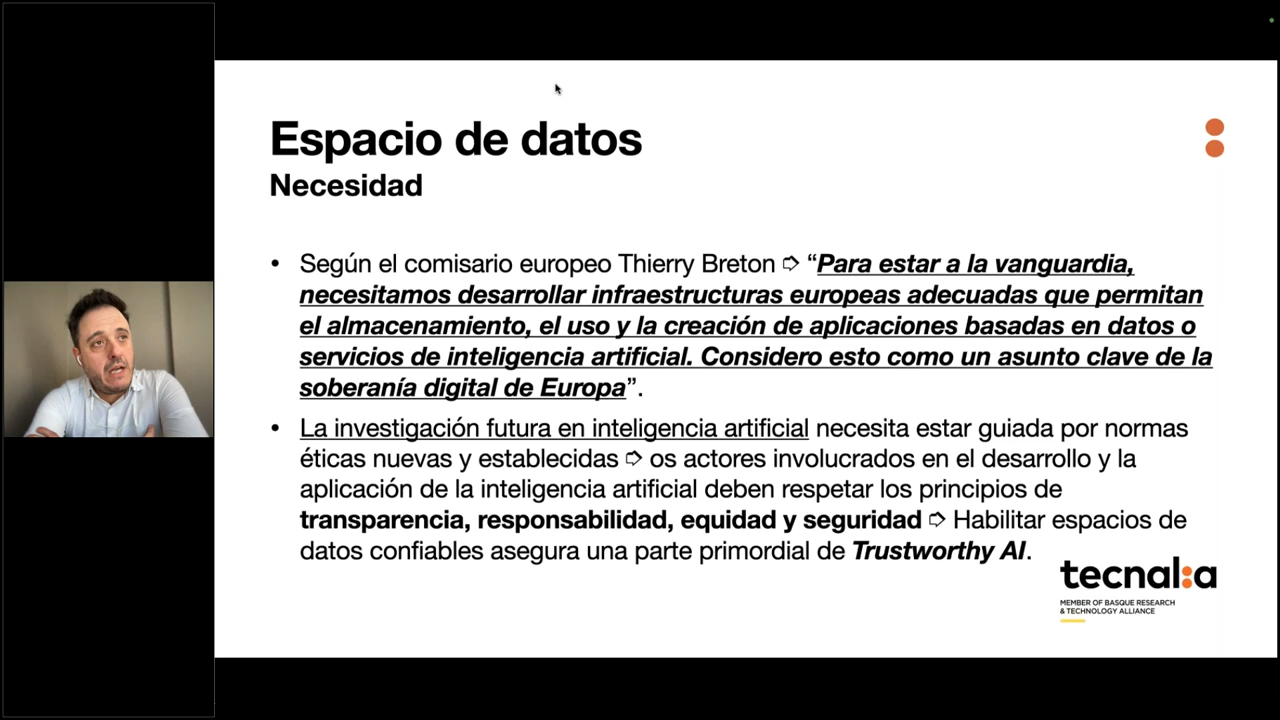 Espacio de datos
Necesidad
• Según el comisario europeo Thierry Breton ➩ “Para estar a la vanguardia,
necesitamos desarrollar infraestructuras europeas adecuadas que permitan
el almacenamiento, el uso y la creación de aplicaciones basadas en datos o
servicios de inteligencia artificial. Considero esto como un asunto clave de la
soberanía digital de Europa”.
• La investigación futura en inteligencia artificial necesita estar guiada por normas
éticas nuevas y establecidas ➩ os actores involucrados en el desarrollo y la
aplicación de la inteligencia artificial deben respetar los principios de
transparencia, responsabilidad, equidad y seguridad ➩ Habilitar espacios de
datos confiables asegura una parte primordial de Trustworthy AI.
tecnal:a
MEMBER OF BASQUE RESEARCH
& TECHNOLOGY ALLIANCE